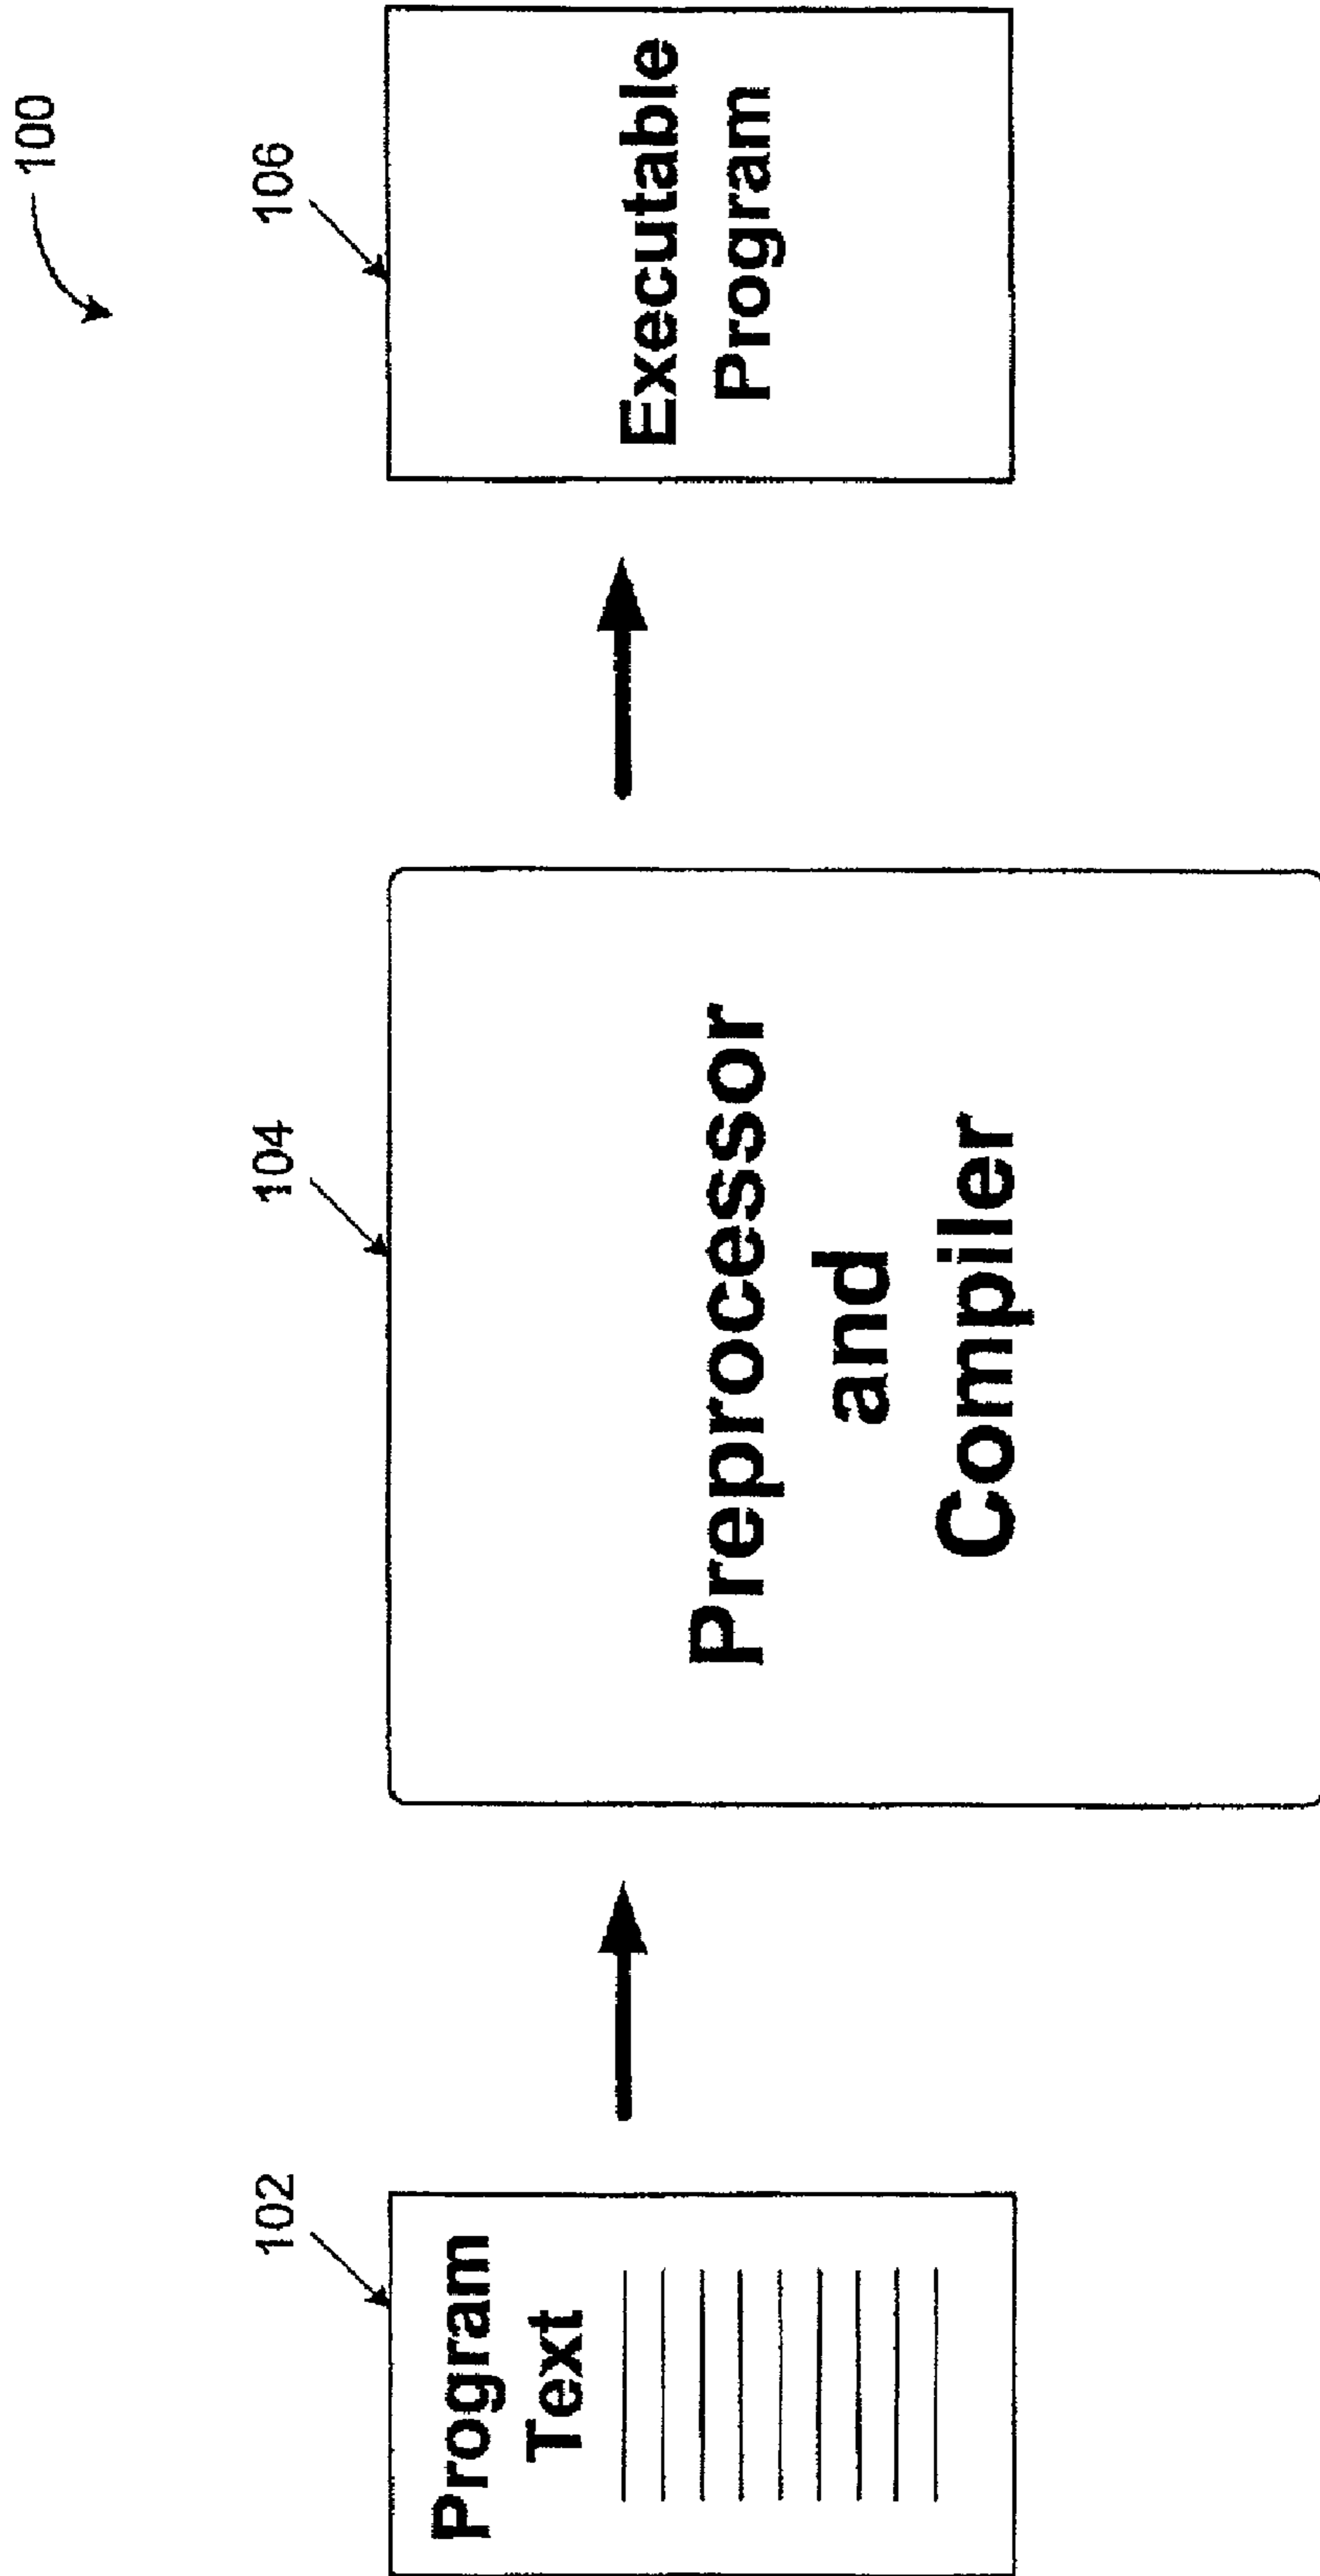 100
102
Program
Text
104
Preprocessor
and
Compiler
106
Executable
Program